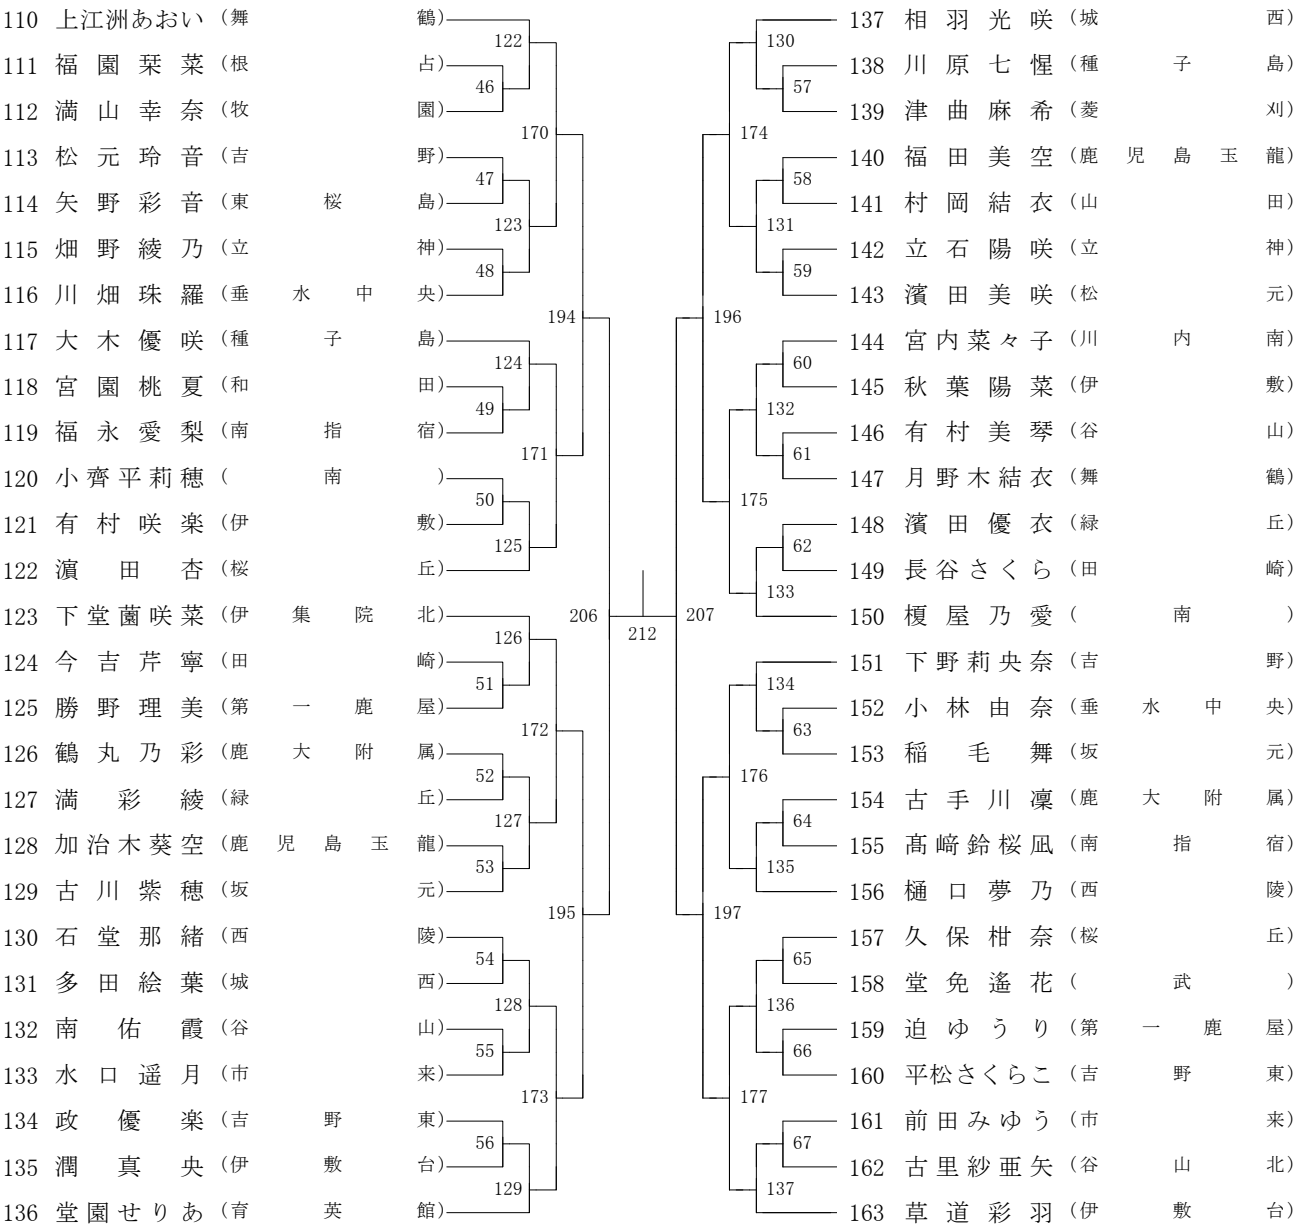 110 上江洲あおい（舞鶴）
111 福園栞菜（根占）
112 満山幸奈（牧園）
113 松元玲音（吉野）
114 矢野彩音（東桜島）
115 畑野綾乃（立神）
116 川畑珠羅（垂水中央）
117 大木優咲（種子島）
118 宮園桃夏（和田）
119 福永愛梨（南指宿）
120 小齊平莉穂（南）
121 有村咲楽（伊敷）
122 濵田杏（桜丘）
123 下堂薗咲菜（伊集院北）
124 今吉芹寧（田崎）
125 勝野理美（第一鹿屋）
126 鶴丸乃彩（鹿大附属）
127 満彩綾（緑丘）
128 加治木葵空（鹿児島玉龍）
129 古川紫穂（坂元）
130 石堂那緒（西陵）
131 多田絵葉（城西）
132 南佑霞（谷山）
133 水口遥月（市来）
134 政優楽（吉野東）
135 潤真央（伊敷台）
136 堂園せりあ（育英館）
122
46
170
47
123
48
194
124
49
171
50
125
206
126
51
172
52
127
53
195
54
128
55
173
56
129
212
130
57
174
58
131
59
196
60
132
61
175
62
133
207
134
63
176
64
135
197
65
136
66
177
67
137
137 相羽光咲（城西）
138 川原七惺（種子島）
139 津曲麻希（菱刈）
140 福田美空（鹿児島玉龍）
141 村岡結衣（山田）
142 立石陽咲（立神）
143 濱田美咲（松元）
144 宮内菜々子（川内南）
145 秋葉陽菜（伊敷）
146 有村美琴（谷山）
147 月野木結衣（舞鶴）
148 濱田優衣（緑丘）
149 長谷さくら（田崎）
150 榎屋乃愛（南）
151 下野莉央奈（吉野）
152 小林由奈（垂水中央）
153 稲毛舞（坂元）
154 古手川凜（鹿大附属）
155 髙﨑鈴桜凪（南指宿）
156 樋口夢乃（西陵）
157 久保柑奈（桜丘）
158 堂免遙花（武）
159 迫ゆうり（第一鹿屋）
160 平松さくらこ（吉野東）
161 前田みゆう（市来）
162 古里紗亜矢（谷山北）
163 草道彩羽（伊敷台）